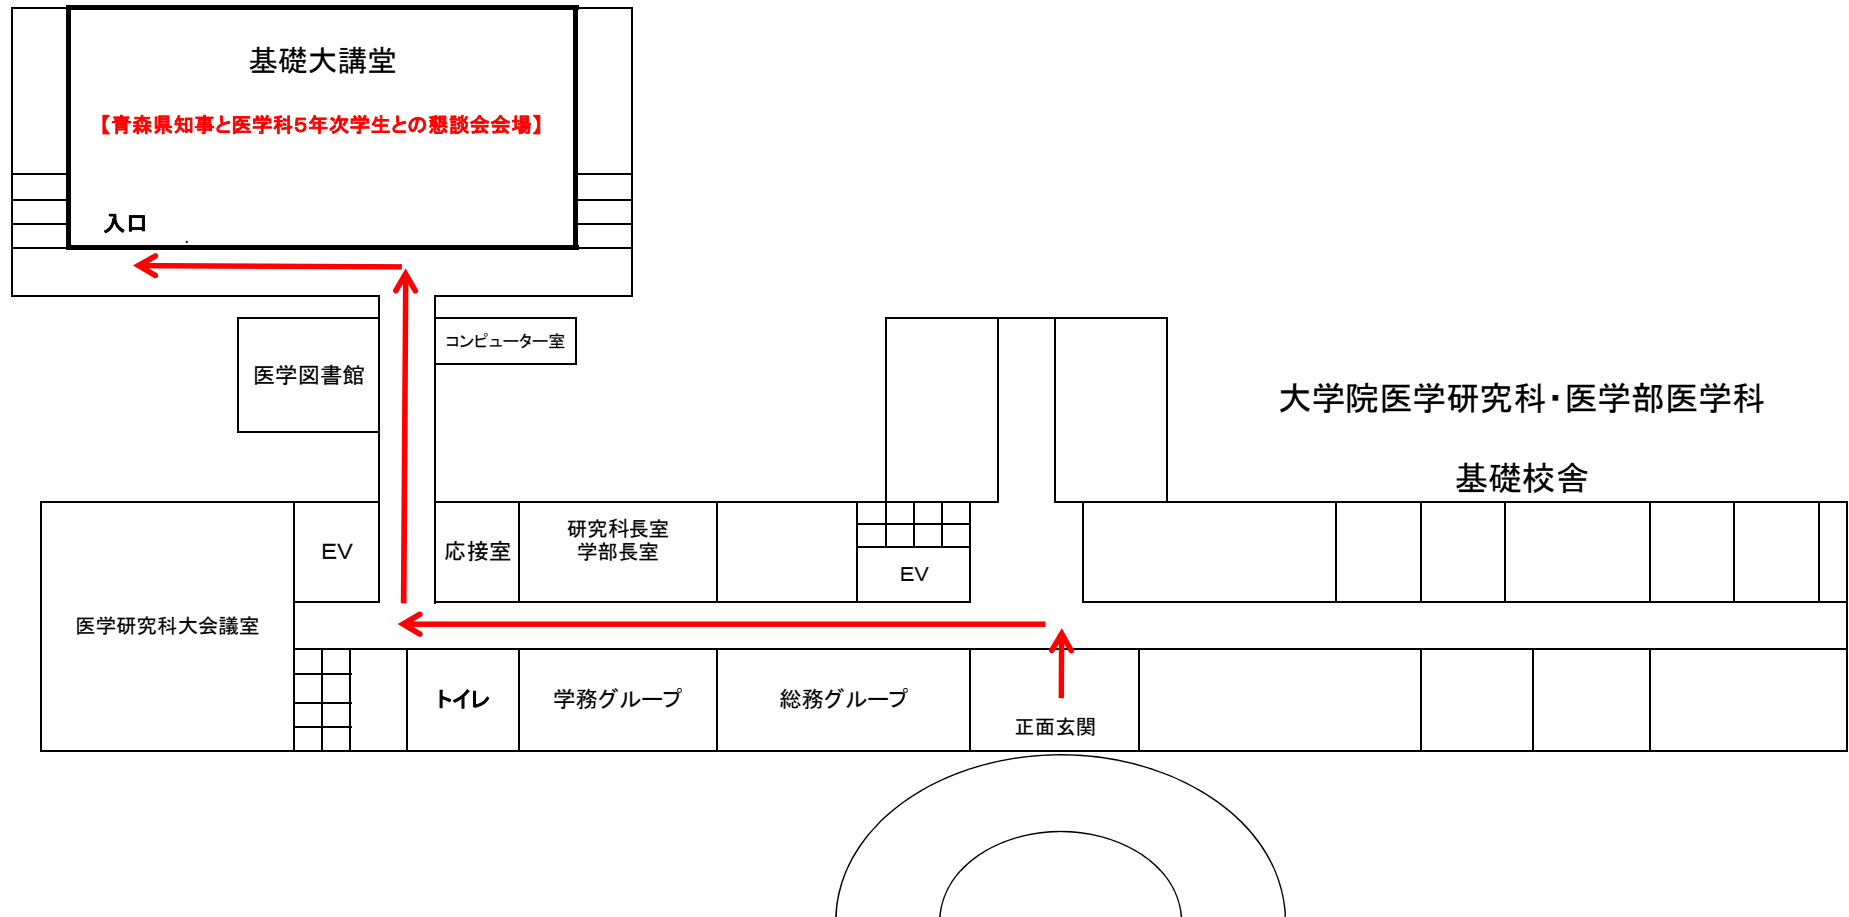 基礎大講堂
【青森県知事と医学科5年次学生との懇談会会場】
入口
コンピューター室
医学図書館
大学院医学研究科・医学部医学科
基礎校舎
EV
応接室
研究科長室
学部長室
EV
医学研究科大会議室
トイレ
学務グループ
総務グループ
正面玄関